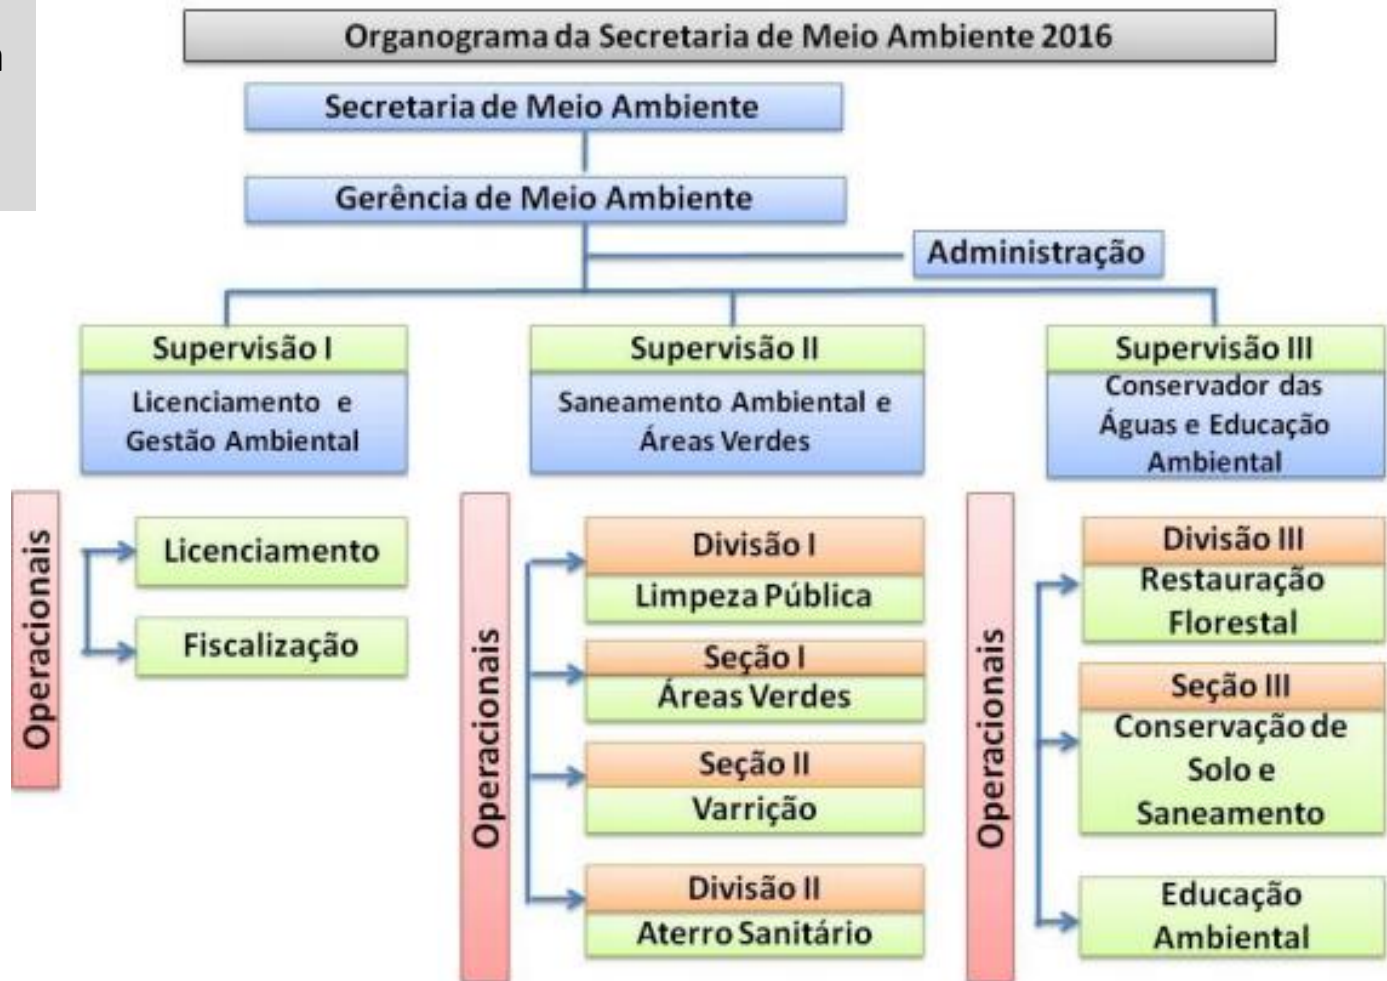 Organograma da Secretaria de Meio Ambiente 2016
Secretaria de Meio Ambiente
Gerência de Meio Ambiente
Administração
Supervisão I
Licenciamento e
Gestão Ambiental
Operacionais
Licenciamento
Fiscalização
Supervisão II
Saneamento Ambiental e
Áreas Verdes
Operacionais
Divisão I
Limpeza Pública
Seção I
Áreas Verdes
Seção II
Varrição
Divisão II
Aterro Sanitário
Supervisão III
Conservador das
Águas e Educação
Ambiental
Operacionais
Divisão III
Restauração
Florestal
Seção III
Conservação de
Solo e
Saneamento
Educação
Ambiental